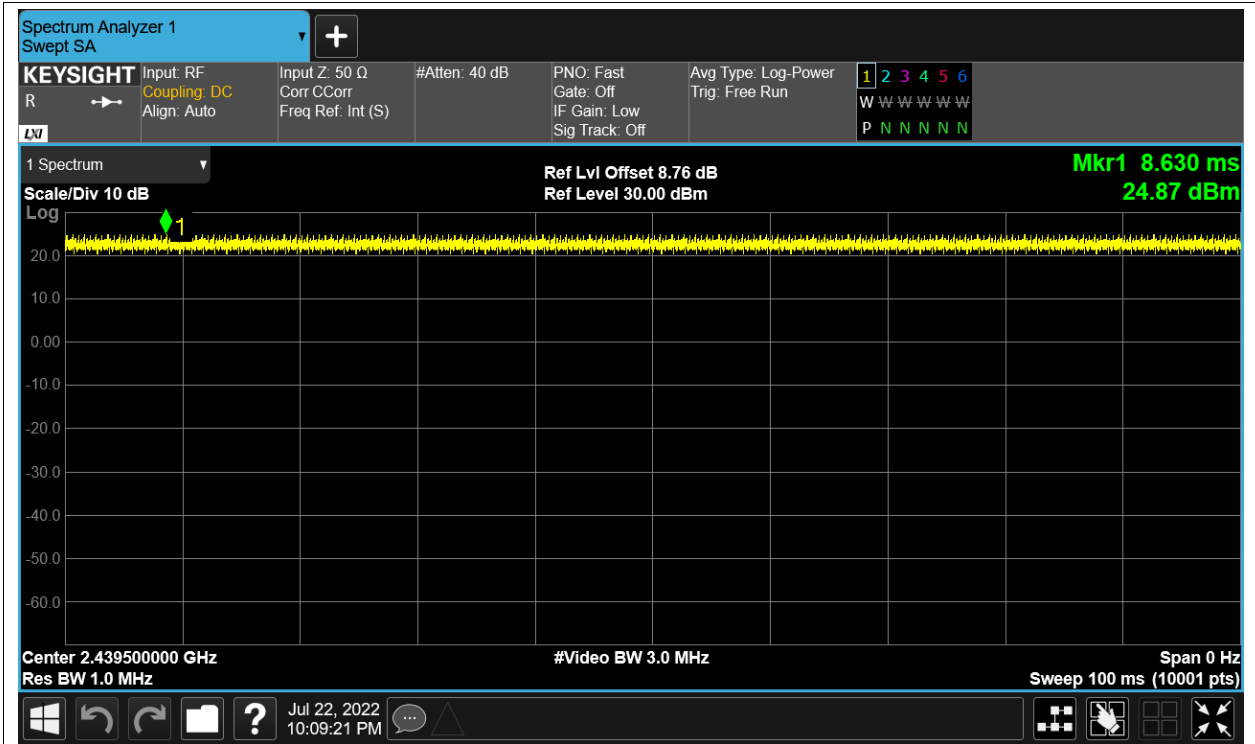 Spectrum Analyzer 1
Swept SA
KEYSIGHT
R
LXI
Input: RF
Coupling: DC
Align: Auto
Input Z: 50 Ω
Corr CCorr
Freq Ref: Int (S)
#Atten: 40 dB
PNO: Fast
Gate: Off
IF Gain: Low
Sig Track: Off
Avg Type: Log-Power
Trig: Free Run
1 2 3 4 5 6
W W W W W W
P N N N N N
1 Spectrum
Scale/Div 10 dB
Ref Lvl Offset 8.76 dB
Ref Level 30.00 dBm
Mkr1 8.630 ms
24.87 dBm
Log
1
20.0
10.0
0.00
-10.0
-20.0
-30.0
-40.0
-50.0
-60.0
Center 2.439500000 GHz
Res BW 1.0 MHz
#Video BW 3.0 MHz
Span 0 Hz
Sweep 100 ms (10001 pts)
?
Jul 22, 2022
10:09:21 PM